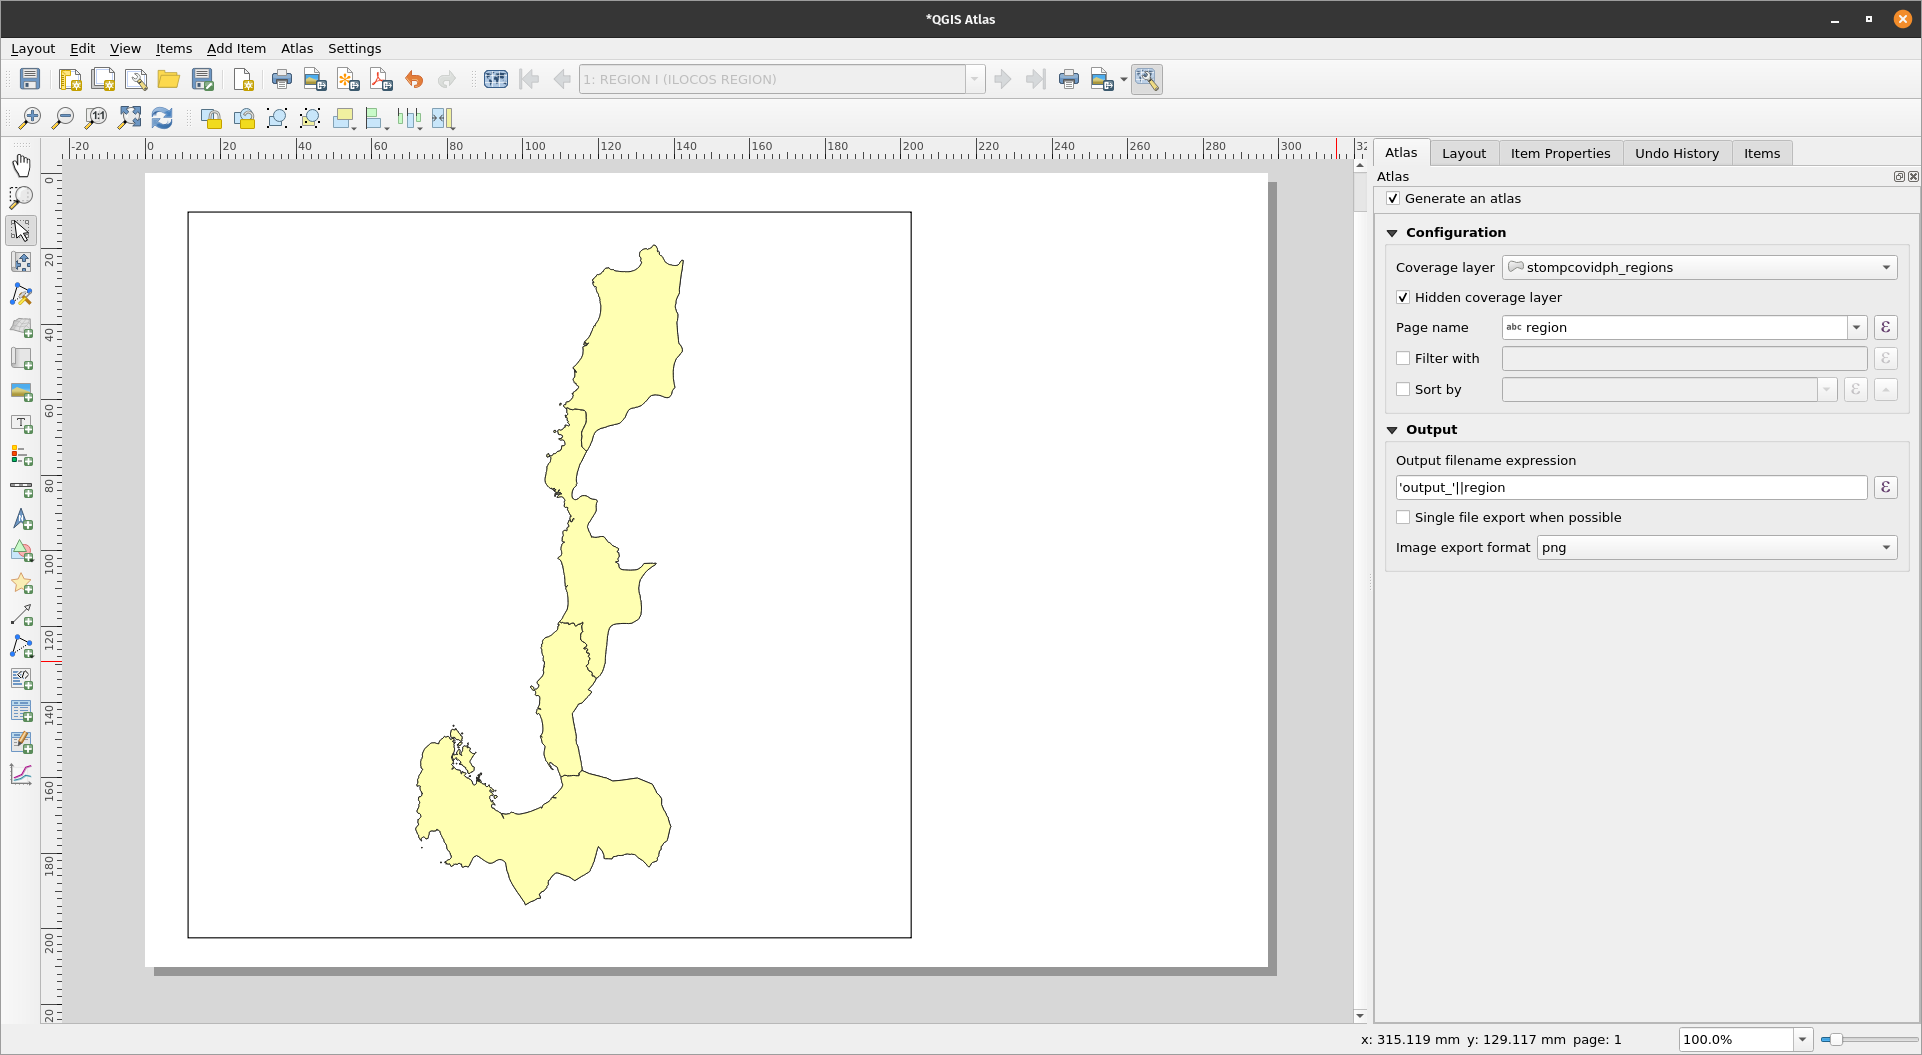 *QGIS Atlas
Layout Edit View Items Add Item Atlas Settings
1: REGION I (ILOCOS REGION)
1:1
-20 0 20 40 60 80 100 120 140 160 180 200 220 240 260 280 300 32
0
20
40
60
80
100
120
140
160
180
200
20
Atlas Layout Item Properties Undo History Items
Atlas
Generate an atlas
Configuration
Coverage layer stompcovidph_regions
Hidden coverage layer
Page name abc region ε
Filter with ε
Sort by ε
Output
Output filename expression
'output_'||region ε
Single file export when possible
Image export format png
x: 315.119 mm y: 129.117 mm page: 1 100.0%